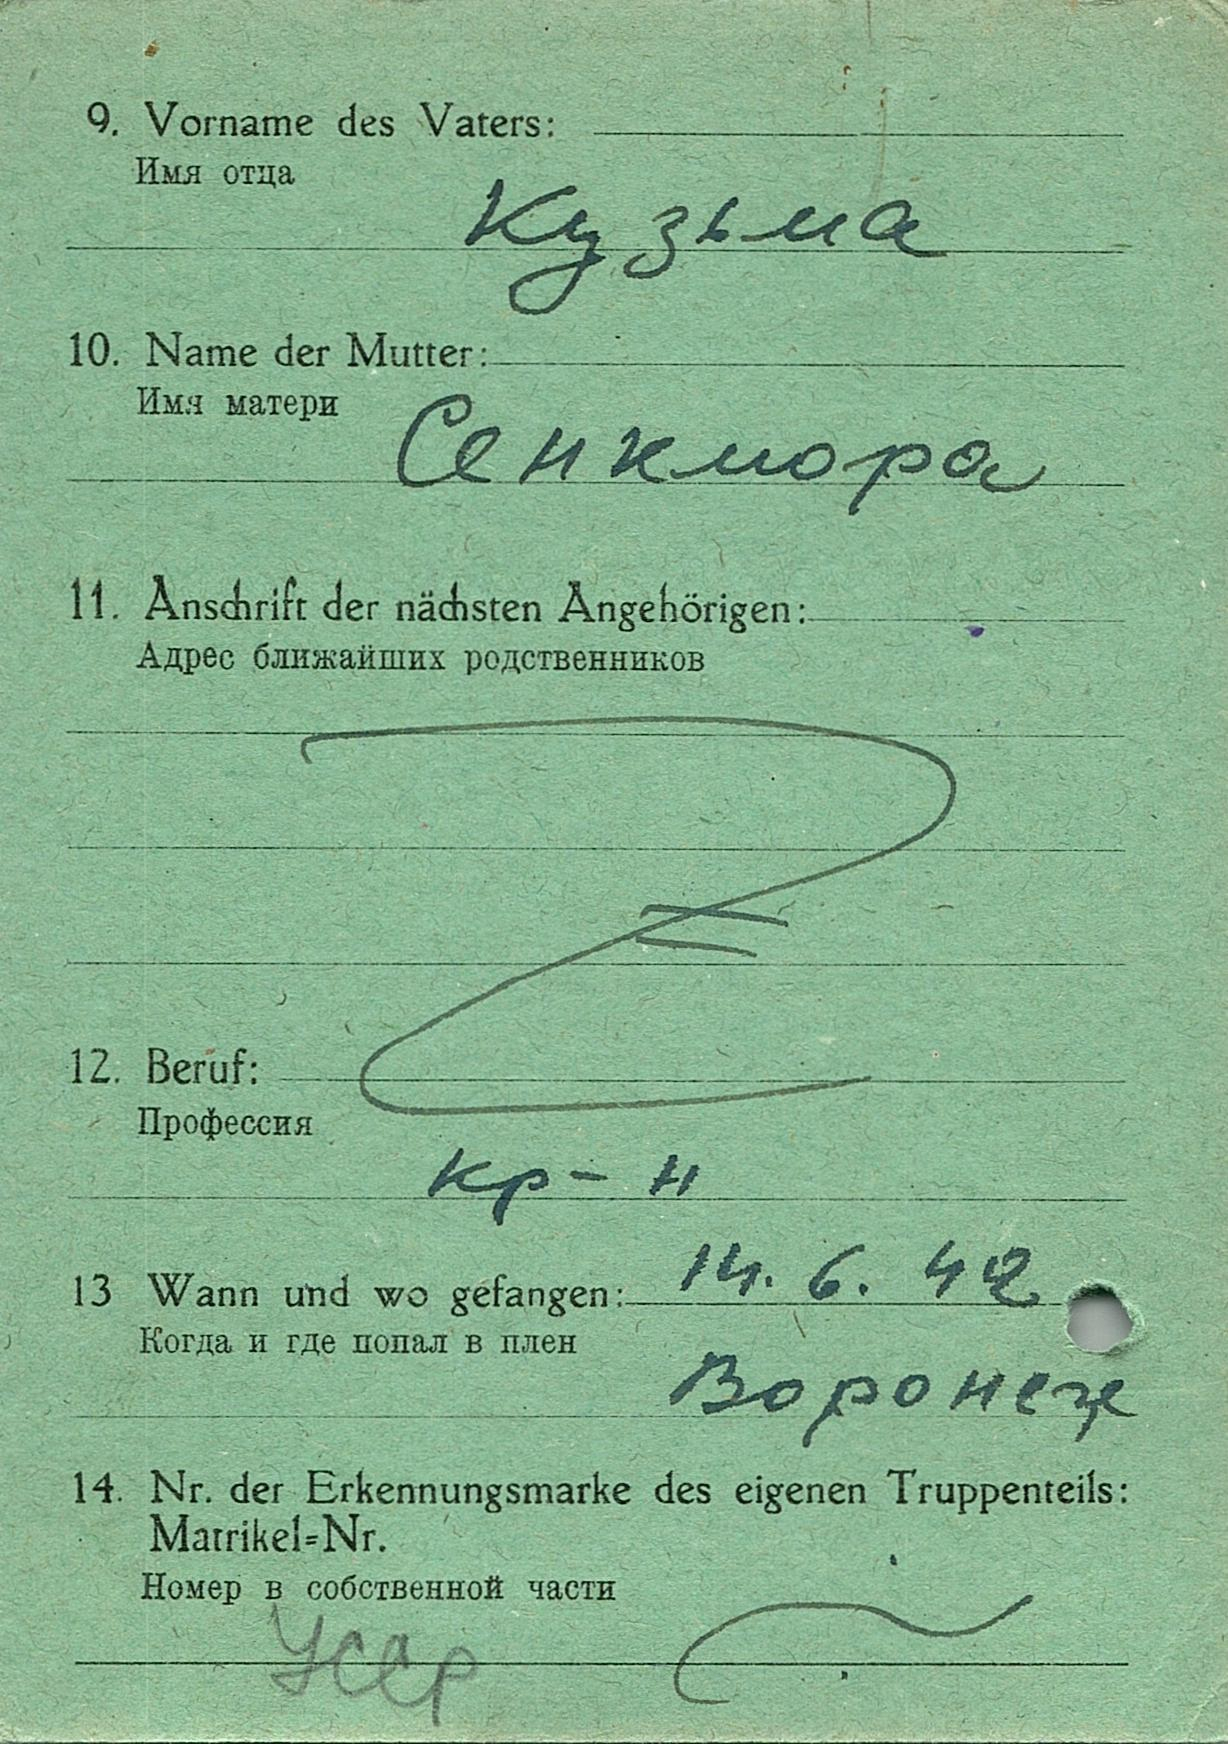 9. Vorname des Vaters:
Имя отца
Кузьма
10. Name der Mutter:
Имя матери
Сенкмора
11. Anschrift der nächsten Angehörigen:
Адрес ближайших родственников
12. Beruf:
Профессия
кр-н
13 Wann und wo gefangen: 14. 6. 42
Когда и где попал в плен
Воронеж
14. Nr. der Erkennungsmarke des eigenen Truppenteils:
Matrikel=Nr.
Номер в собственной части
УССР